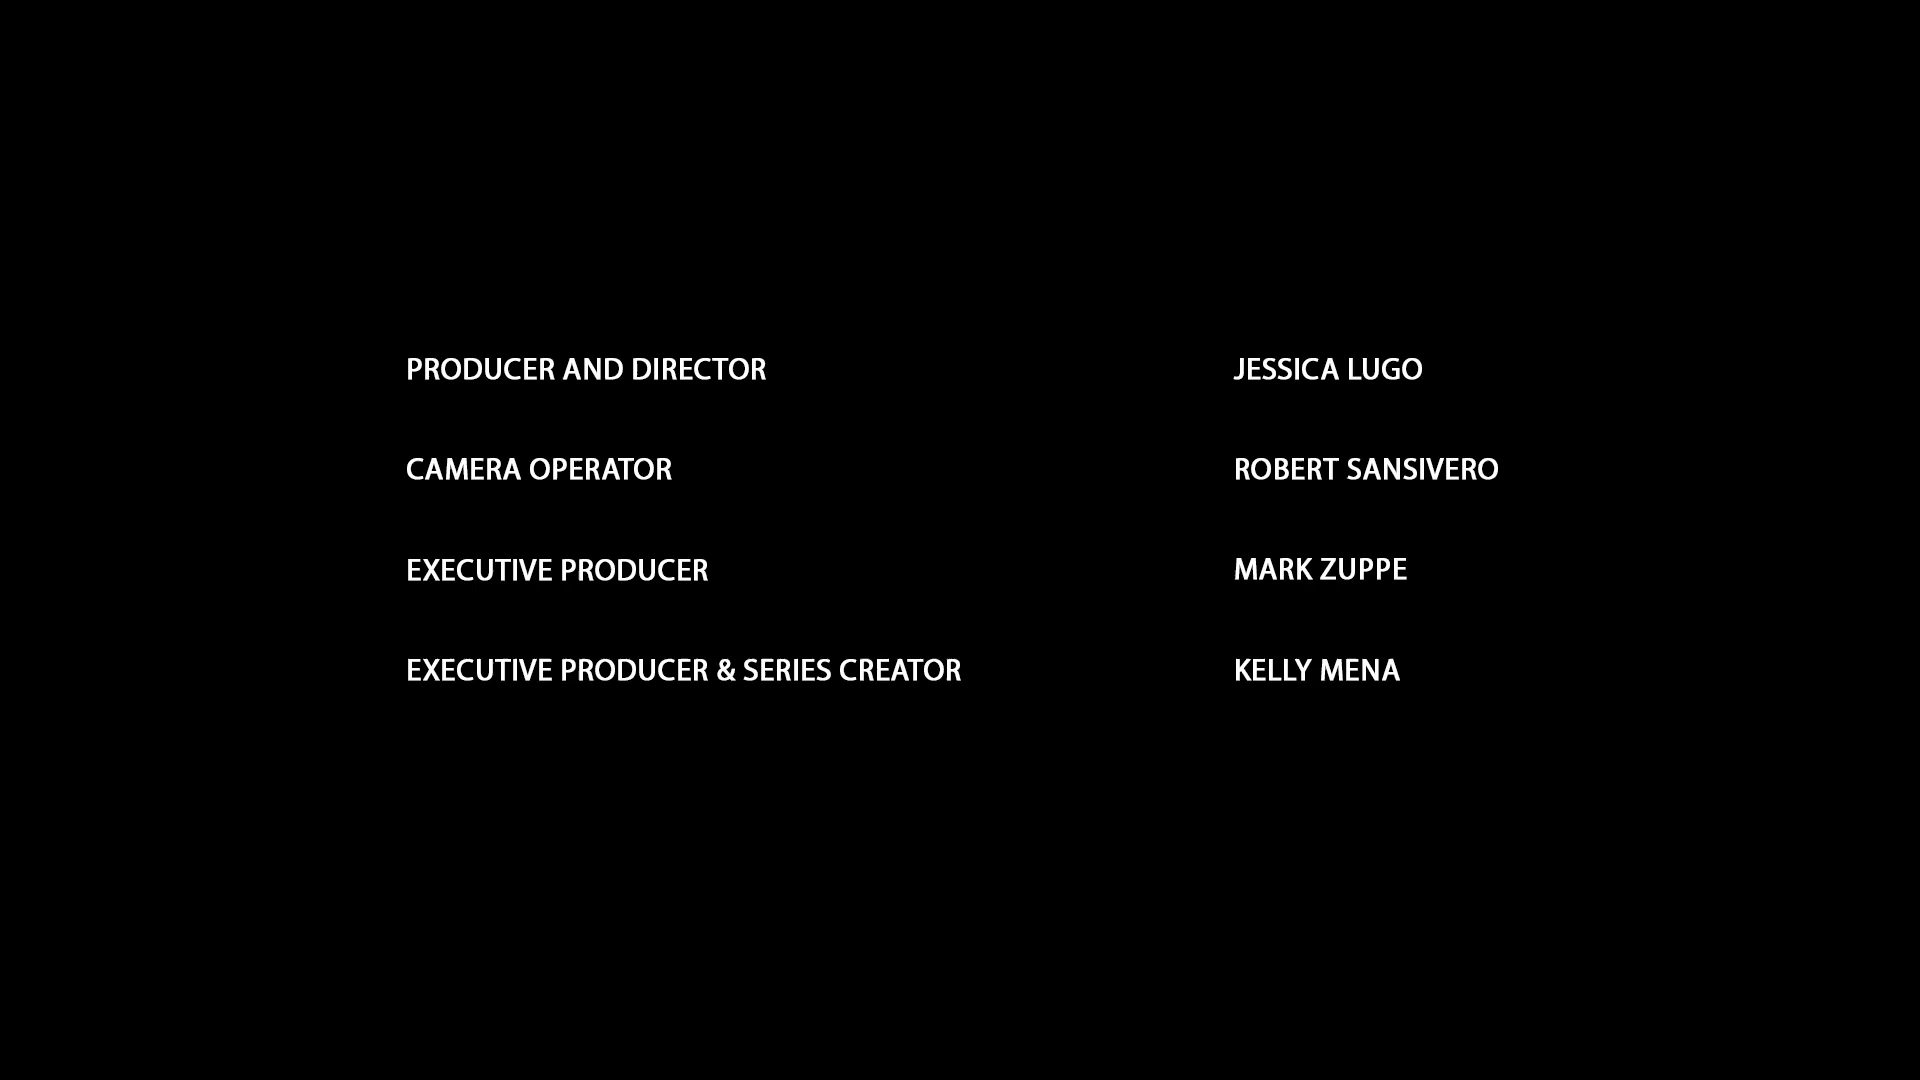 PRODUCER AND DIRECTOR JESSICA LUGO
CAMERA OPERATOR ROBERT SANSIVERO
EXECUTIVE PRODUCER MARK ZUPPE
EXECUTIVE PRODUCER & SERIES CREATOR KELLY MENA